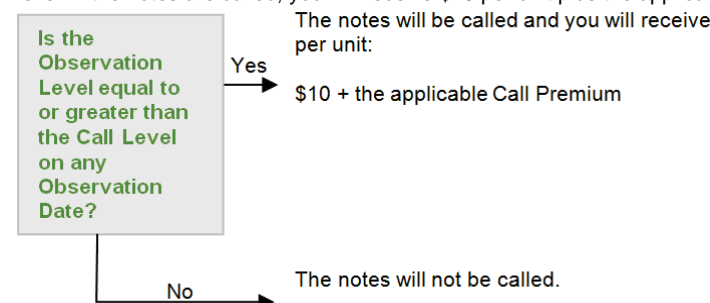 The notes will be called and you will receive
per unit:
Is the
Observation
Level equal to
or greater than
the Call Level
on any
Observation
Date?
Yes
$10 + the applicable Call Premium
No
The notes will not be called.